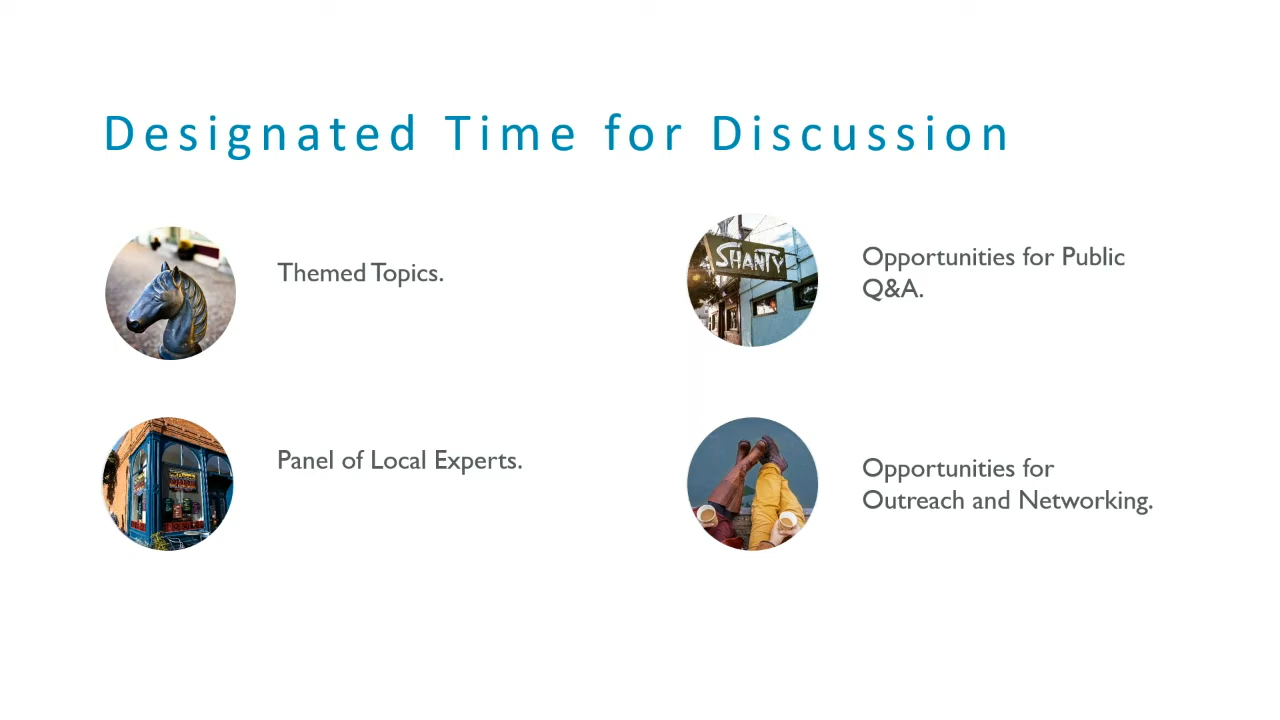 Designated Time for Discussion
Themed Topics.
SHANTY
Opportunities for Public
Q&A.
Panel of Local Experts.
Opportunities for
Outreach and Networking.